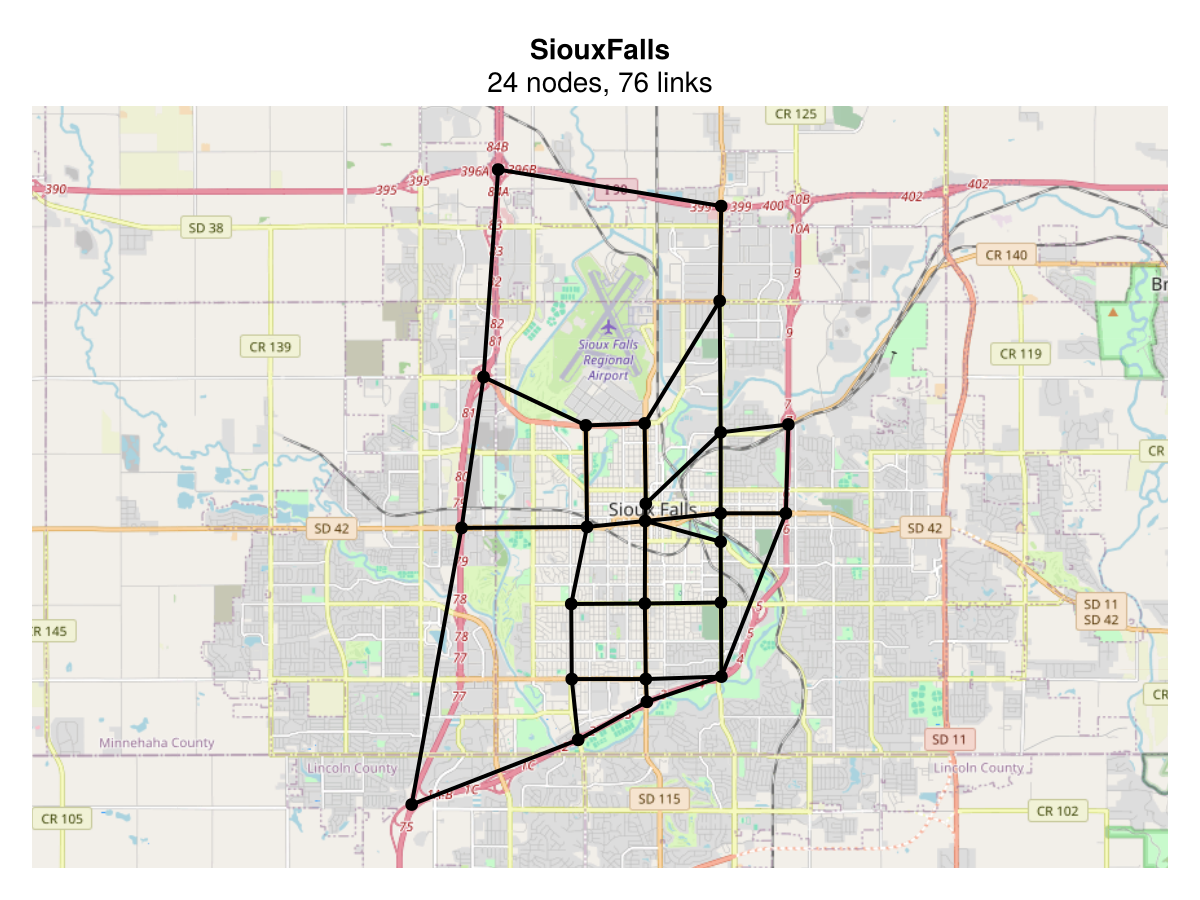 SiouxFalls
24 nodes, 76 links
CR 125
84B
396A
396B
I 90
390
395
395
84A
399
399
400
10B
402
402
10A
SD 38
83
73
CR 140
Br
9
82
81
Sioux Falls
Regional
Airport
9
CR 139
CR 119
81
7
CR
80
79
Sioux Falls
SD 42
SD 42
6
79
78
5
SD 11
SD 42
CR 145
78
5
77
4
77
CR
Minnehaha County
SD 11
2
Lincoln County
1C
Lincoln County
1A
B
1C
SD 115
CR 105
75
CR 102